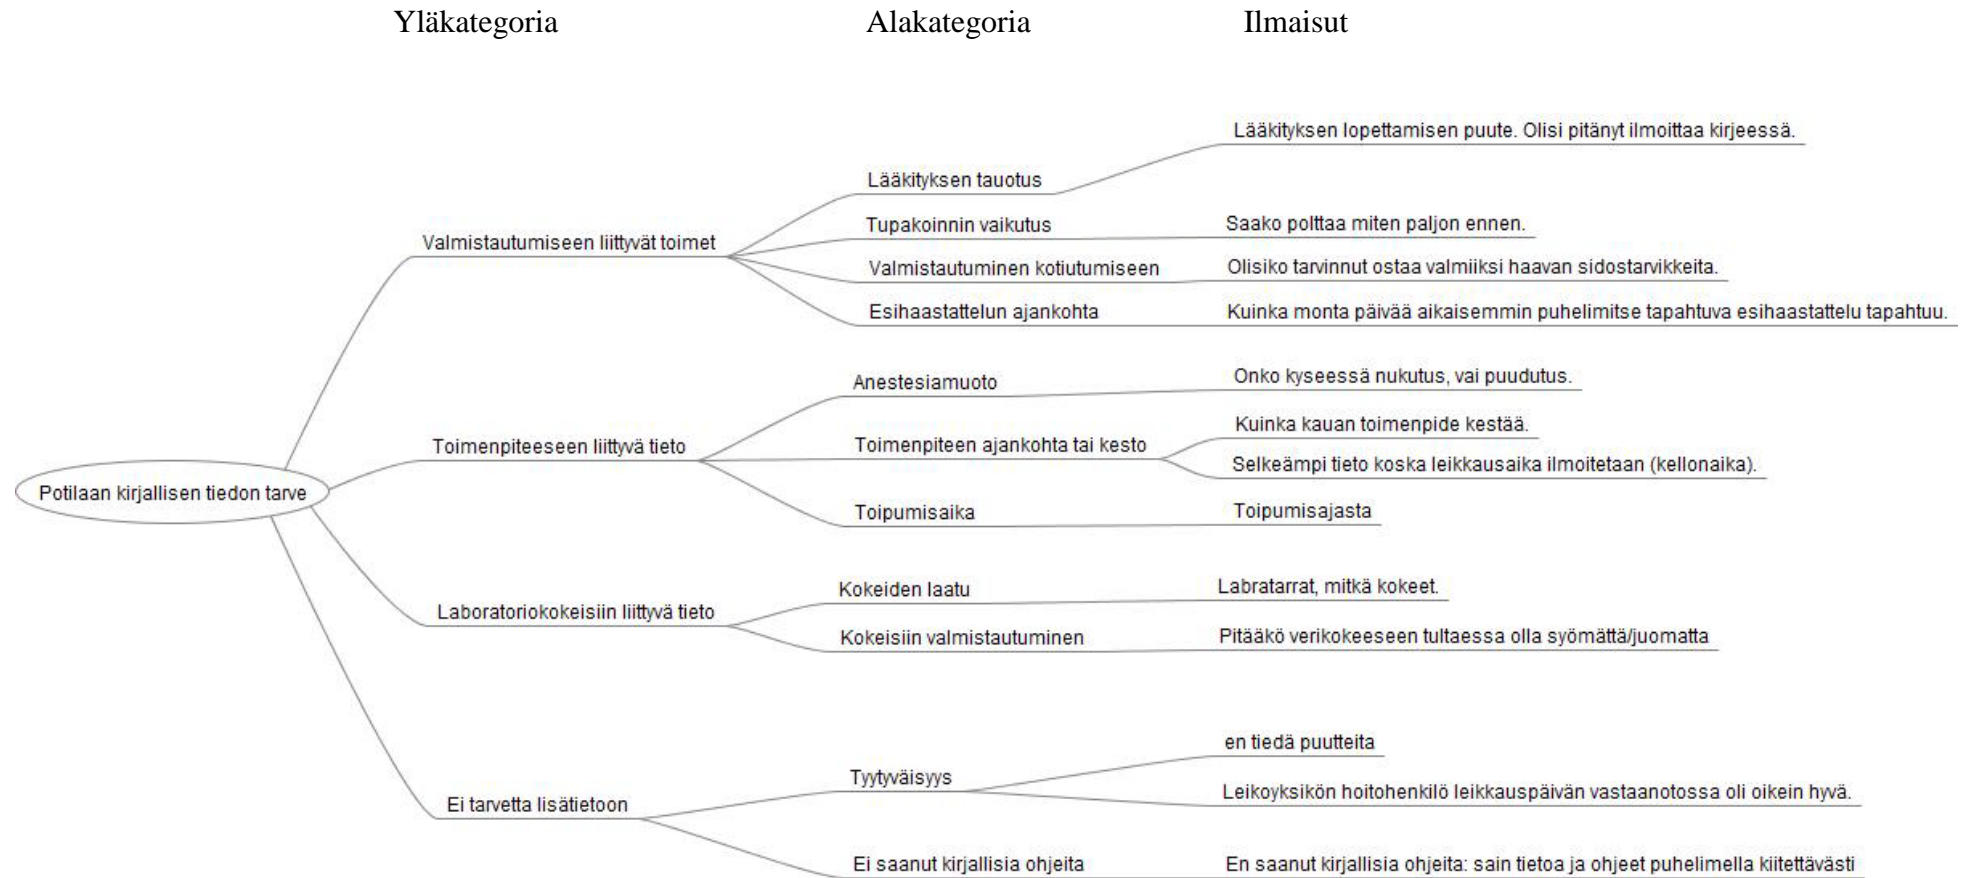 Yläkategoria Alakategoria Ilmaisut
Potilaan kirjallisen tiedon tarve
Valmistautumiseen liittyvät toimet
Lääkityksen tauotus
Lääkityksen lopettamisen puute. Olisi pitänyt ilmoittaa kirjeessä.
Tupakoinnin vaikutus
Saako polttaa miten paljon ennen.
Valmistautuminen kotiutumiseen
Olisiko tarvinnut ostaa valmiiksi haavan sidostarvikkeita.
Esihaastattelun ajankohta
Kuinka monta päivää aikaisemmin puhelimitse tapahtuva esihaastattelu tapahtuu.
Toimenpiteeseen liittyvä tieto
Anestesiamuoto
Onko kyseessä nukutus, vai puudutus.
Toimenpiteen ajankohta tai kesto
Kuinka kauan toimenpide kestää.
Selkeämpi tieto koska leikkausaika ilmoitetaan (kellonaika).
Toipumisaika
Toipumisajasta
Laboratoriokokeisiin liittyvä tieto
Kokeiden laatu
Labratarrat, mitkä kokeet.
Kokeisiin valmistautuminen
Pitääkö verikokeeseen tultaessa olla syömättä/juomatta
Ei tarvetta lisätietoon
Tyytyväisyys
en tiedä puutteita
Leikoyksikön hoitohenkilö leikkauspäivän vastaanotossa oli oikein hyvä.
Ei saanut kirjallisia ohjeita
En saanut kirjallisia ohjeita: sain tietoa ja ohjeet puhelimella kiitettävästi